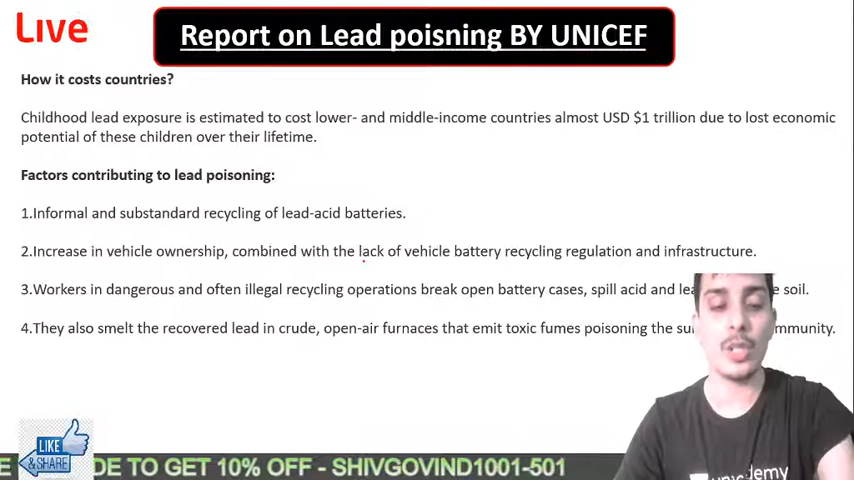 Live
Report on Lead poisning BY UNICEF
How it costs countries?
Childhood lead exposure is estimated to cost lower- and middle-income countries almost USD $1 trillion due to lost economic
potential of these children over their lifetime.
Factors contributing to lead poisoning:
1.Informal and substandard recycling of lead-acid batteries.
2.Increase in vehicle ownership, combined with the lack of vehicle battery recycling regulation and infrastructure.
3.Workers in dangerous and often illegal recycling operations break open battery cases, spill acid and soil.
4.They also smelt the recovered lead in crude, open-air furnaces that emit toxic fumes poisoning the
LIKE
&SHARE
TO GET 10% OFF - SHIVGOVIND1001-501